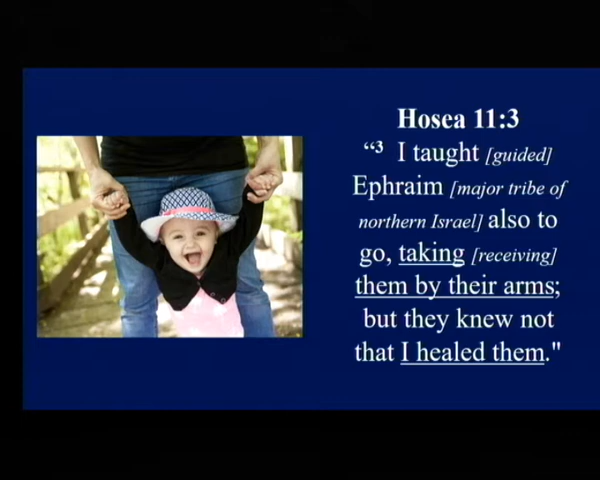 Hosea 11:3
“³ I taught [guided]
Ephraim [major tribe of
northern Israel] also to
go, taking [receiving]
them by their arms;
but they knew not
that I healed them."